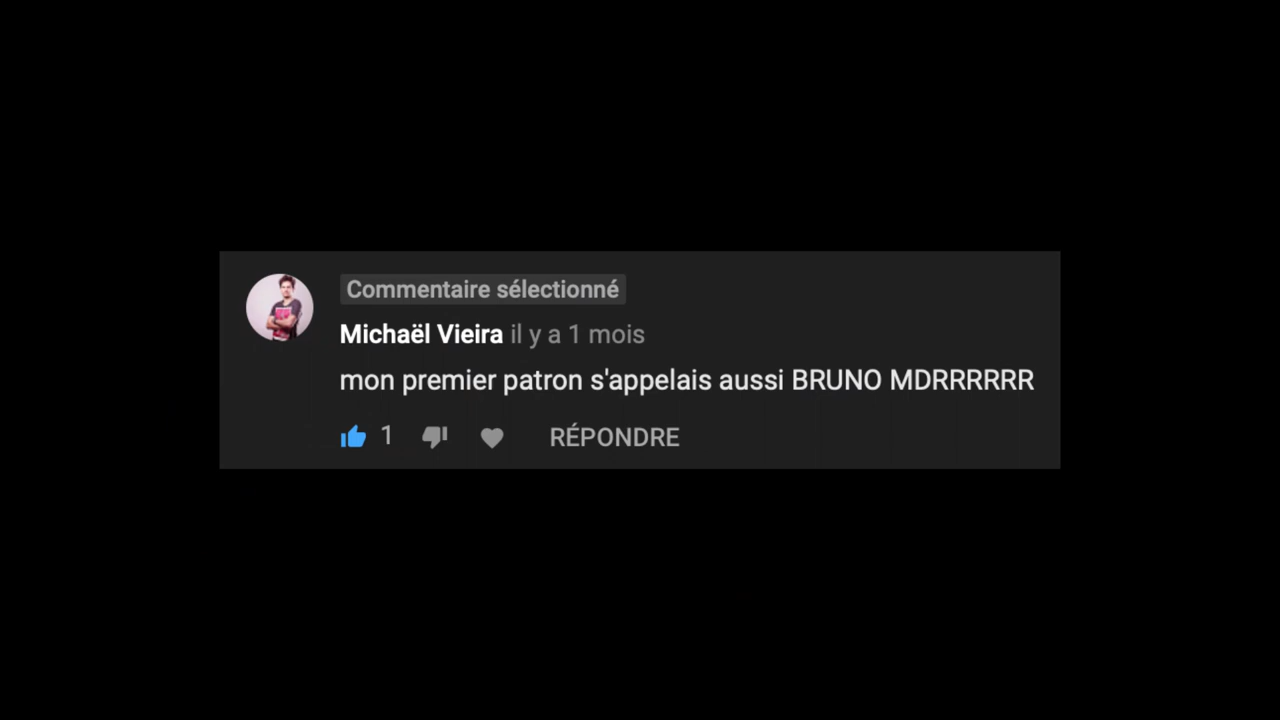 Commentaire sélectionné
Michaël Vieira il y a 1 mois
mon premier patron s'appelais aussi BRUNO MDRRRRRR
1 RÉPONDRE